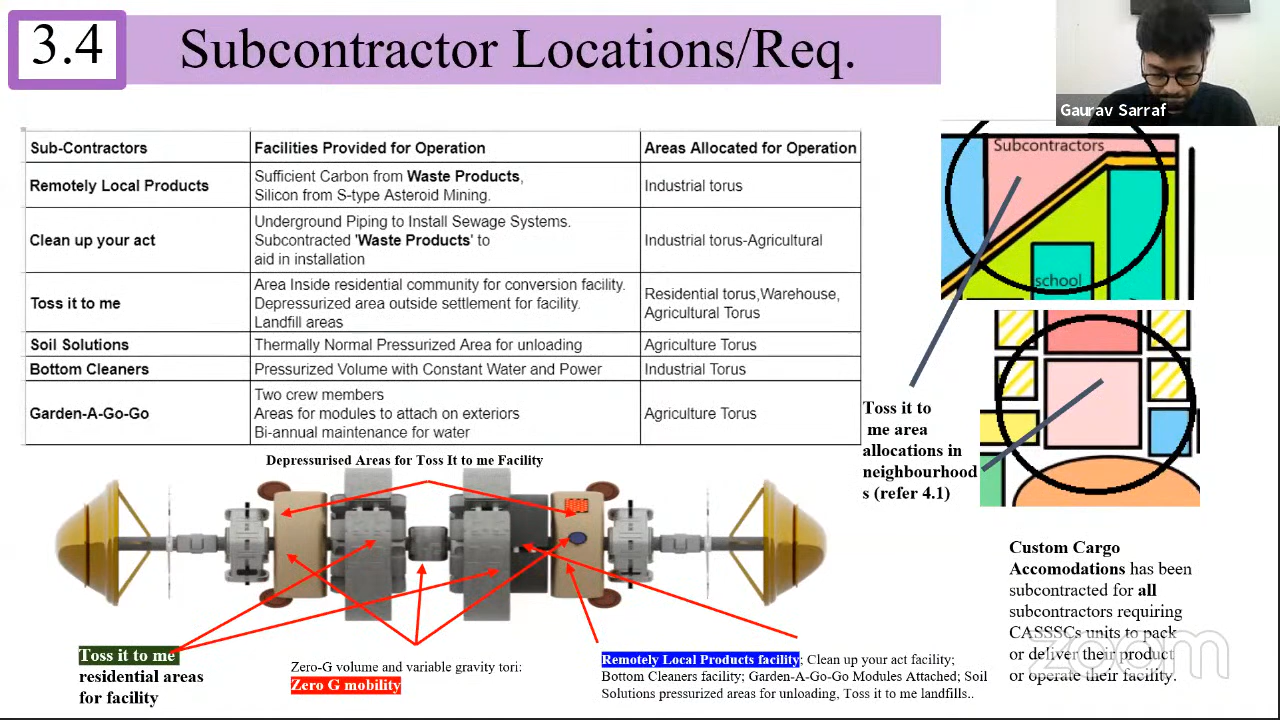 3.4
Subcontractor Locations/Req.
Gaurav Sarraf
Sub-Contractors
Facilities Provided for Operation
Areas Allocated for Operation
Remotely Local Products
Sufficient Carbon from Waste Products,
Silicon from S-type Asteroid Mining.
Industrial torus
Clean up your act
Underground Piping to Install Sewage Systems.
Subcontracted 'Waste Products' to
aid in installation
Industrial torus-Agricultural
Toss it to me
Area Inside residential community for conversion facility.
Depressurized area outside settlement for facility.
Landfill areas
Residential torus,Warehouse,
Agricultural Torus
Soil Solutions
Thermally Normal Pressurized Area for unloading
Agriculture Torus
Bottom Cleaners
Pressurized Volume with Constant Water and Power
Industrial Torus
Garden-A-Go-Go
Two crew members
Areas for modules to attach on exteriors
Bi-annual maintenance for water
Agriculture Torus
Subcontractors
school
Toss it to
me area
allocations in
neighbourhood
s (refer 4.1)
Depressurised Areas for Toss It to me Facility
Toss it to me
residential areas
for facility
Zero-G volume and variable gravity tori:
Zero G mobility
Remotely Local Products facility; Clean up your act facility;
Bottom Cleaners facility; Garden-A-Go-Go Modules Attached; Soil
Solutions pressurized areas for unloading, Toss it to me landfills..
Custom Cargo
Accomodations has been
subcontracted for all
subcontractors requiring
CASSSCs units to pack
or deliver their product
or operate their facility.
zoom